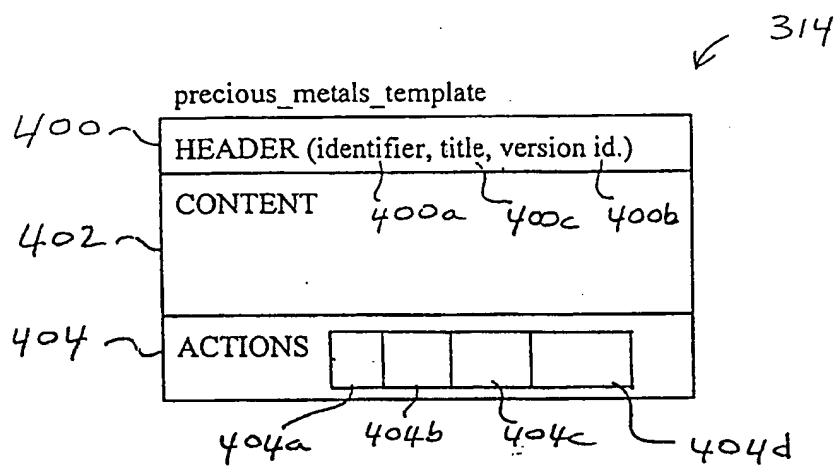 314
precious_metals_template
400
HEADER (identifier, title, version id.)
CONTENT
400a 400c 400b
402
404
ACTIONS
404a 404b 404c 404d